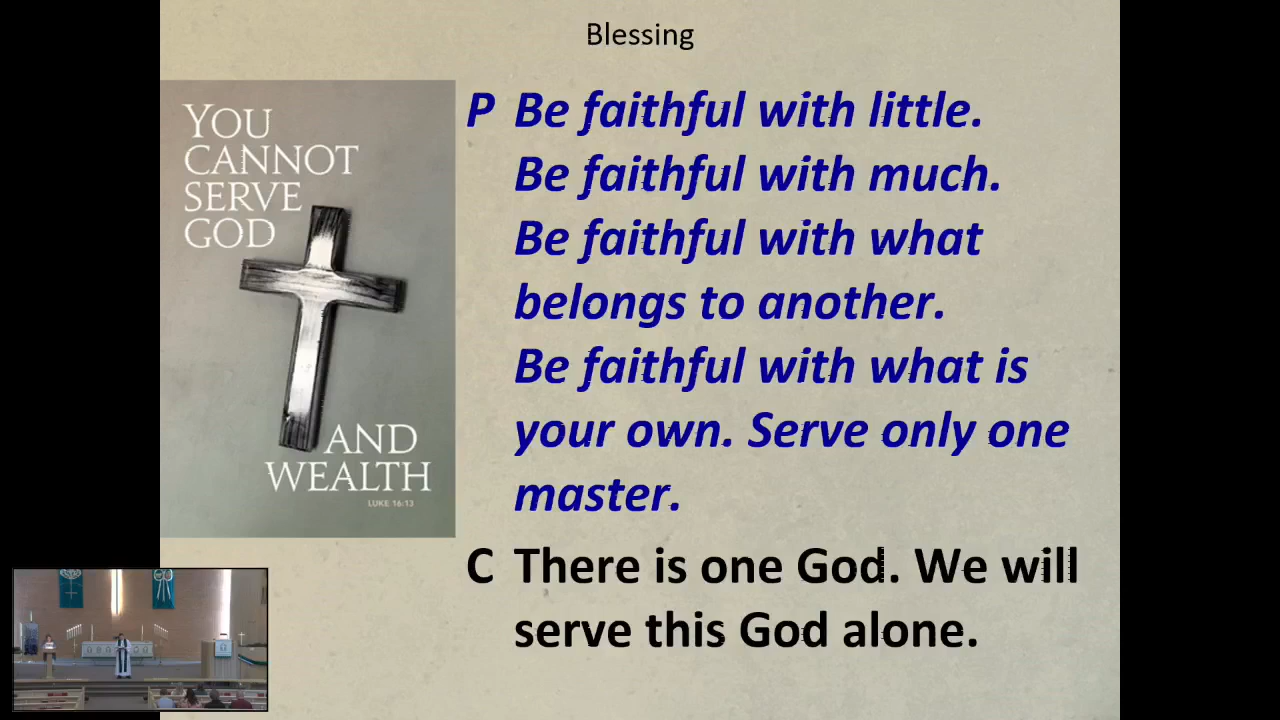 Blessing
YOU
CANNOT
SERVE
GOD
AND
WEALTH
LUKE 16:13
P Be faithful with little.
Be faithful with much.
Be faithful with what
belongs to another.
Be faithful with what is
your own. Serve only one
master.
C There is one God. We will
serve this God alone.